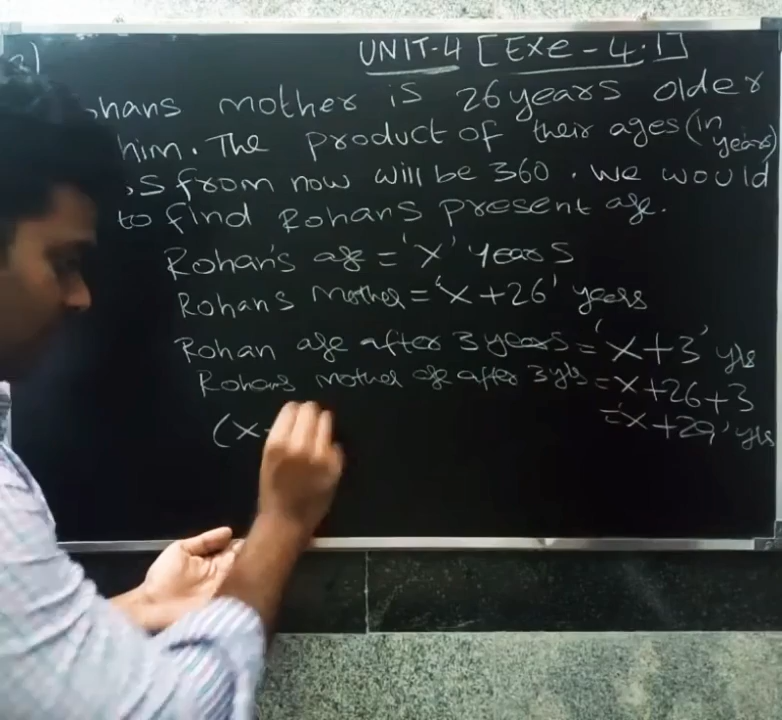 UNIT-4 [Exe-4.1]
hans mother is 26 years older
him. The product of their ages (in years)
s from now will be 360. We would
to find Rohans present age.
Rohan's age = 'x' years
Rohans Mother = 'x+26' years
Rohan age after 3 years = 'x+3' yrs
Rohans Mother age after 3 yrs = x+26+3
= 'x+29' yrs
(x